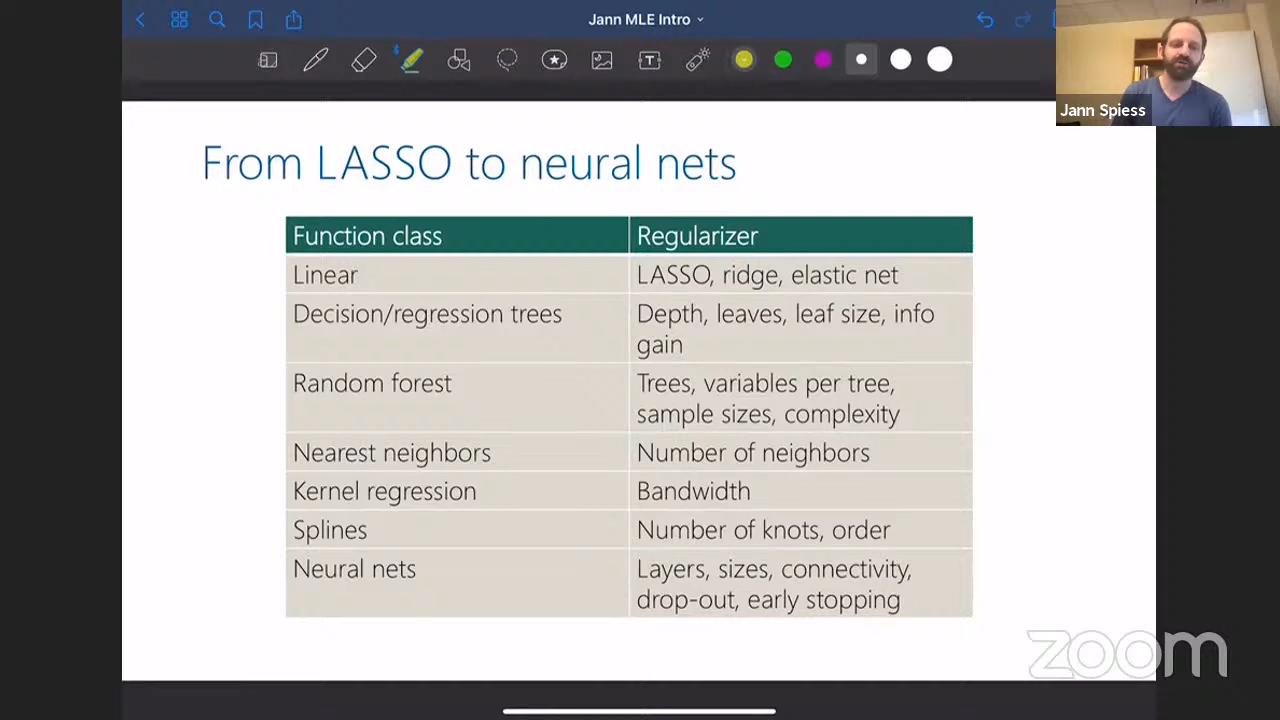 Jann MLE Intro
Jann Spiess
From LASSO to neural nets
Function class
Regularizer
Linear
LASSO, ridge, elastic net
Decision/regression trees
Depth, leaves, leaf size, info
gain
Random forest
Trees, variables per tree,
sample sizes, complexity
Nearest neighbors
Number of neighbors
Kernel regression
Bandwidth
Splines
Number of knots, order
Neural nets
Layers, sizes, connectivity,
drop-out, early stopping
zoom